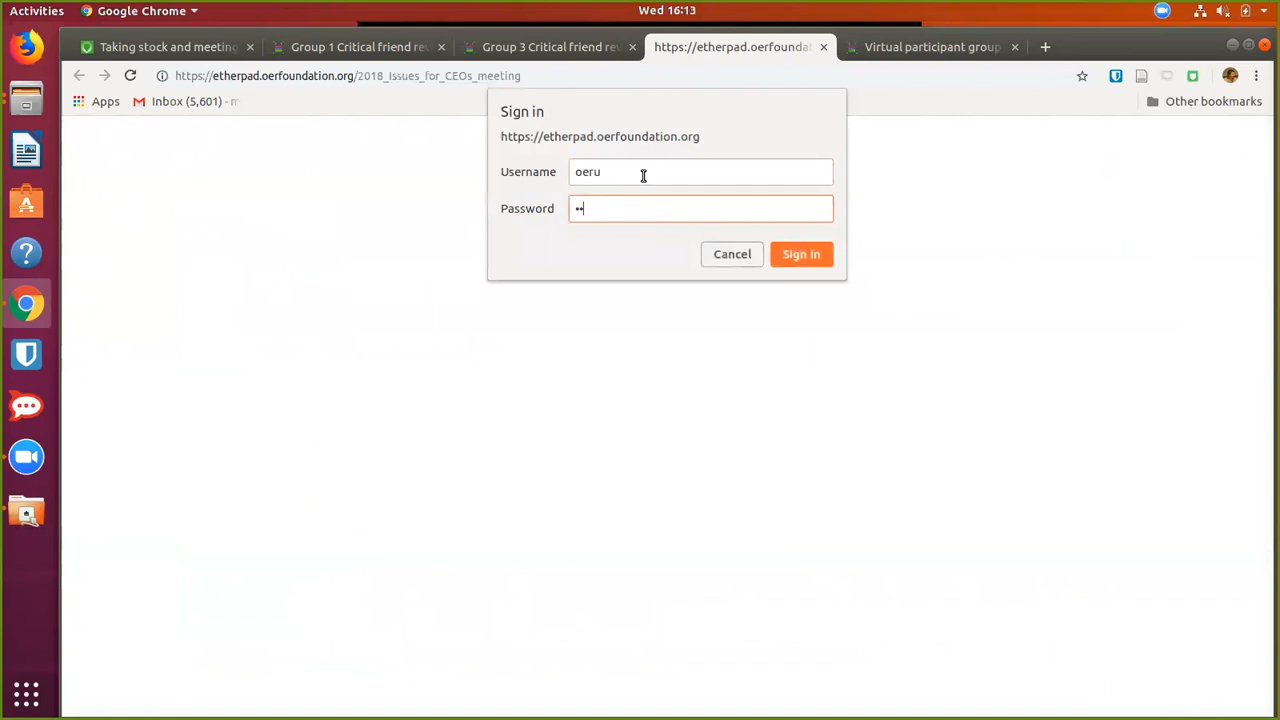 Activities
Google Chrome
Wed 16:13
Taking stock and meeting
Group 1 Critical friend re
Group 3 Critical friend re
https://etherpad.oerfounda
Virtual participant group
https://etherpad.oerfoundation.org/2018_Issues_for_CEOs_meeting
Apps
Inbox (5,601) - m
Other bookmarks
Sign in
https://etherpad.oerfoundation.org
Username
oeru
Password
••
Cancel
Sign in